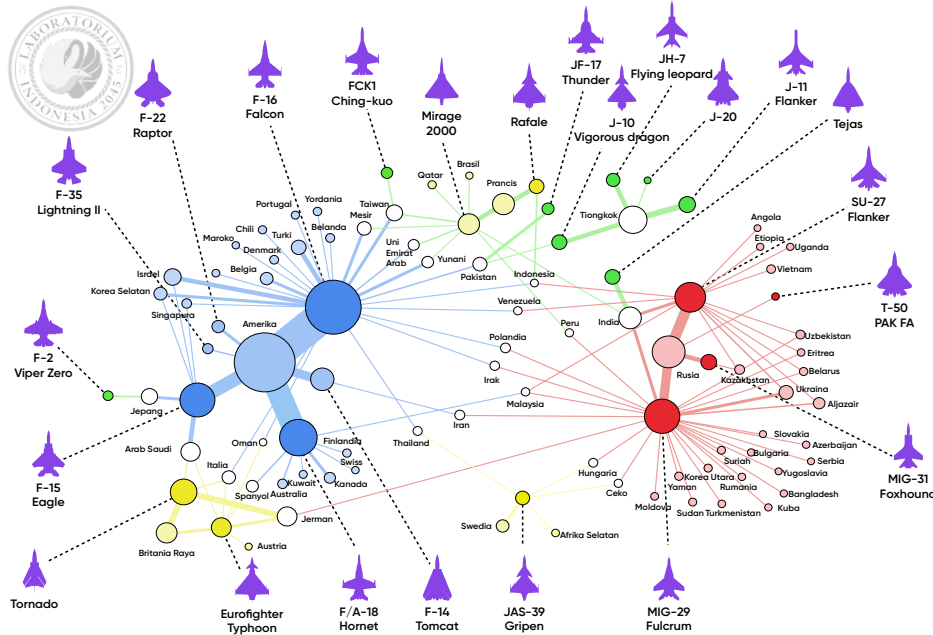 LABORATORIUM
INDONESIA 2045
F-22
Raptor
F-16
Falcon
FCK1
Ching-kuo
Mirage
2000
Rafale
JF-17
Thunder
JH-7
Flying leopard
J-10
Vigorous dragon
J-20
J-11
Flanker
Tejas
F-35
Lightning II
SU-27
Flanker
T-50
PAK FA
F-2
Viper Zero
F-15
Eagle
MIG-31
Foxhound
Tornado
Eurofighter
Typhoon
F/A-18
Hornet
F-14
Tomcat
JAS-39
Gripen
MIG-29
Fulcrum
Brasil
Qatar
Prancis
Taiwan
Mesir
Yordania
Portugal
Belanda
Chili
Turki
Maroko
Denmark
Belgia
Israel
Korea Selatan
Singapura
Uni
Emirat
Arab
Yunani
Pakistan
Tiongkok
Indonesia
Venezuela
India
Peru
Polandia
Irak
Malaysia
Iran
Thailand
Amerika
Jepang
Arab Saudi
Oman
Italia
Spanyol
Australia
Kuwait
Finlandia
Swiss
Kanada
Jerman
Britania Raya
Austria
Swedia
Afrika Selatan
Hungaria
Ceko
Angola
Etiopia
Uganda
Vietnam
Uzbekistan
Eritrea
Belarus
Rusia
Kazakhstan
Ukraina
Aljazair
Slovakia
Azerbaijan
Bulgaria
Suriah
Serbia
Korea Utara
Yugoslavia
Yaman
Rumania
Bangladesh
Moldova
Sudan
Turkmenistan
Kuba